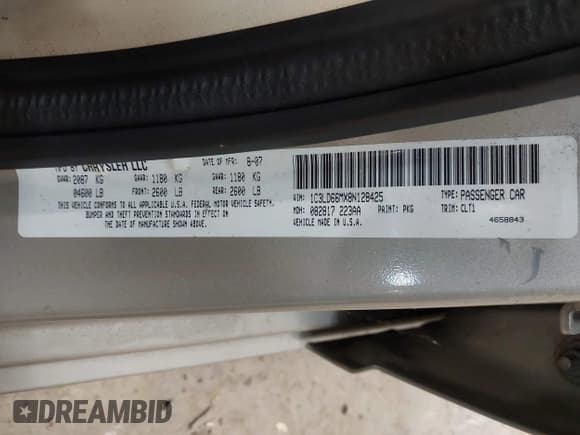 MFD BY CHRYSLER LLC DATE OF MFR: 8-07
GVWR: 2087 KG GAWR: 1180 KG GAWR: 1180 KG
04600 LB FRONT: 2600 LB REAR: 2600 LB
THIS VEHICLE CONFORMS TO ALL APPLICABLE U.S.A. FEDERAL MOTOR VEHICLE SAFETY,
BUMPER AND THEFT PREVENTION STANDARDS IN EFFECT ON
THE DATE OF MANUFACTURE SHOWN ABOVE.
VIN: 1C3LD66MX8N128425 TYPE: PASSENGER CAR
MDH: 082817 223AA PAINT: PKG TRIM: CLT1
VEHICLE MADE IN U.S.A. 4658843
DREAMBID